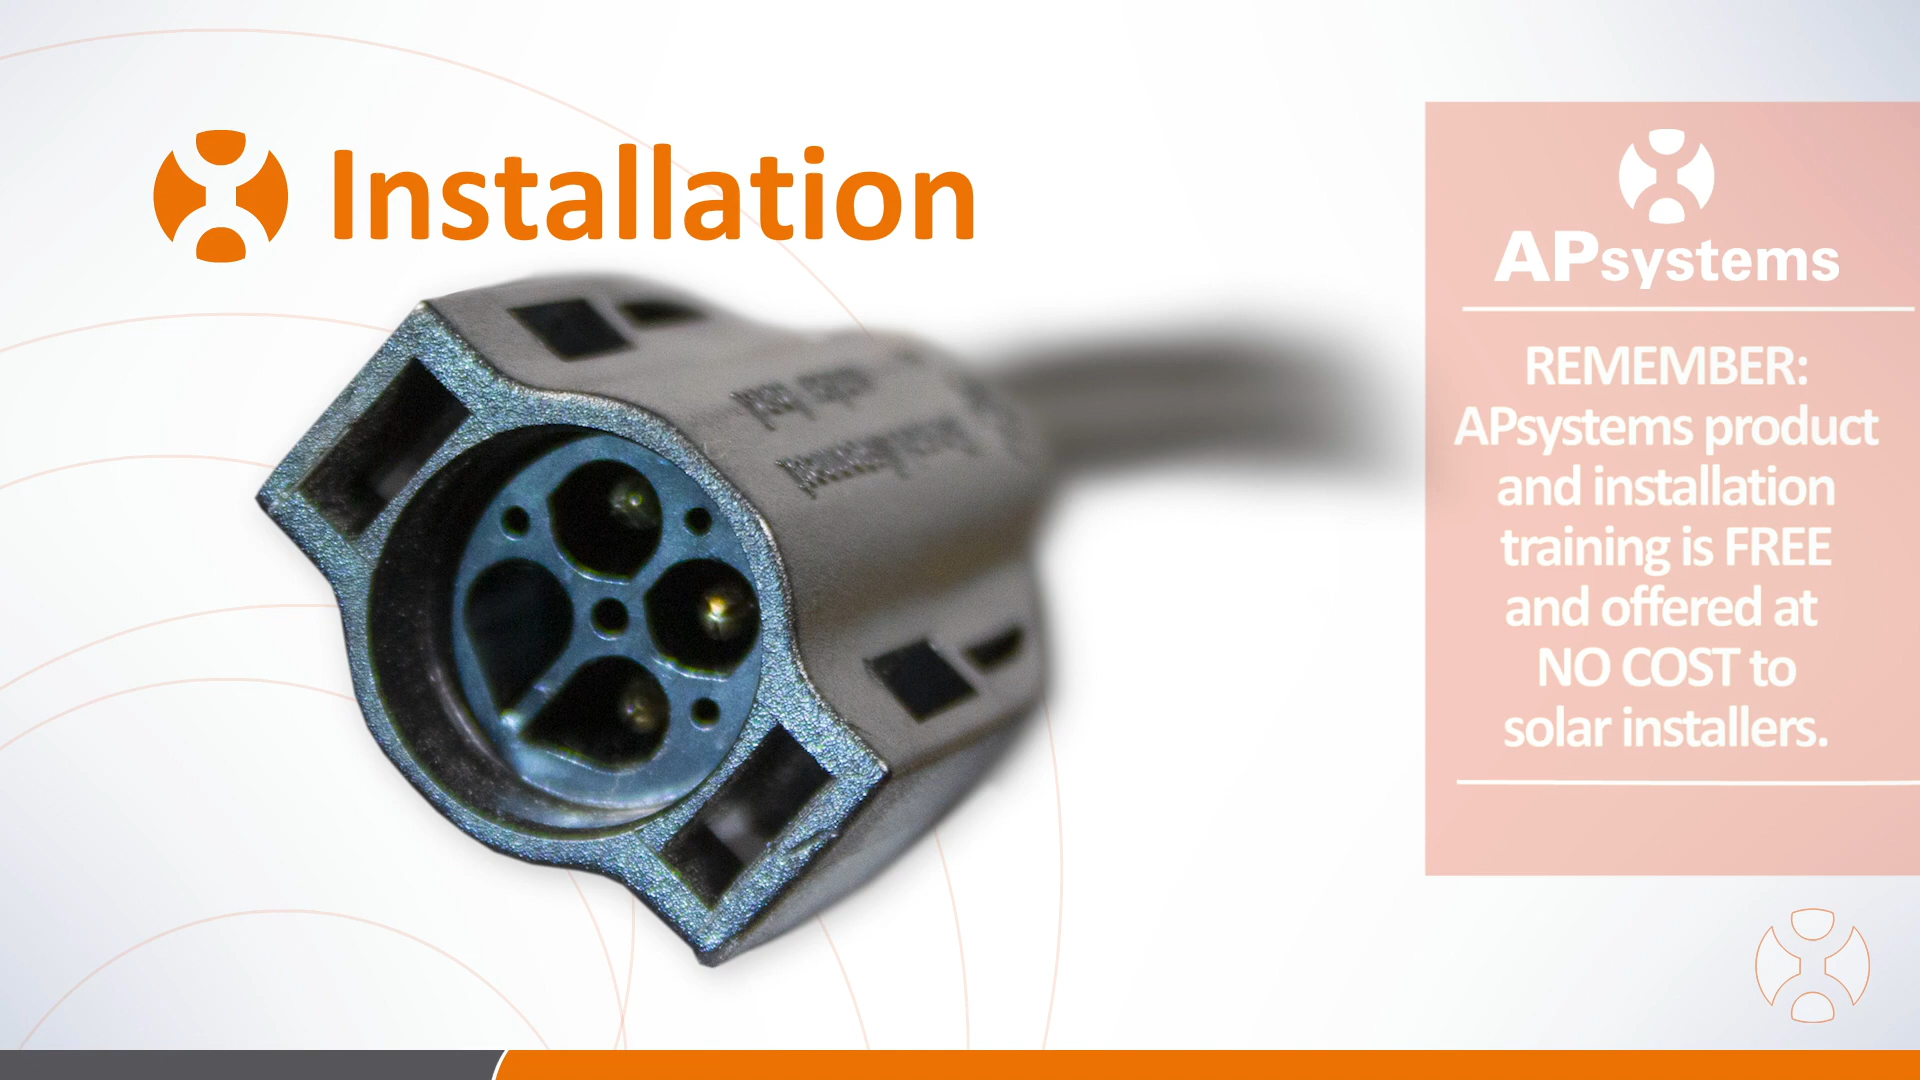 Installation
APsystems
REMEMBER:
APsystems product
and installation
training is FREE
and offered at
NO COST to
solar installers.